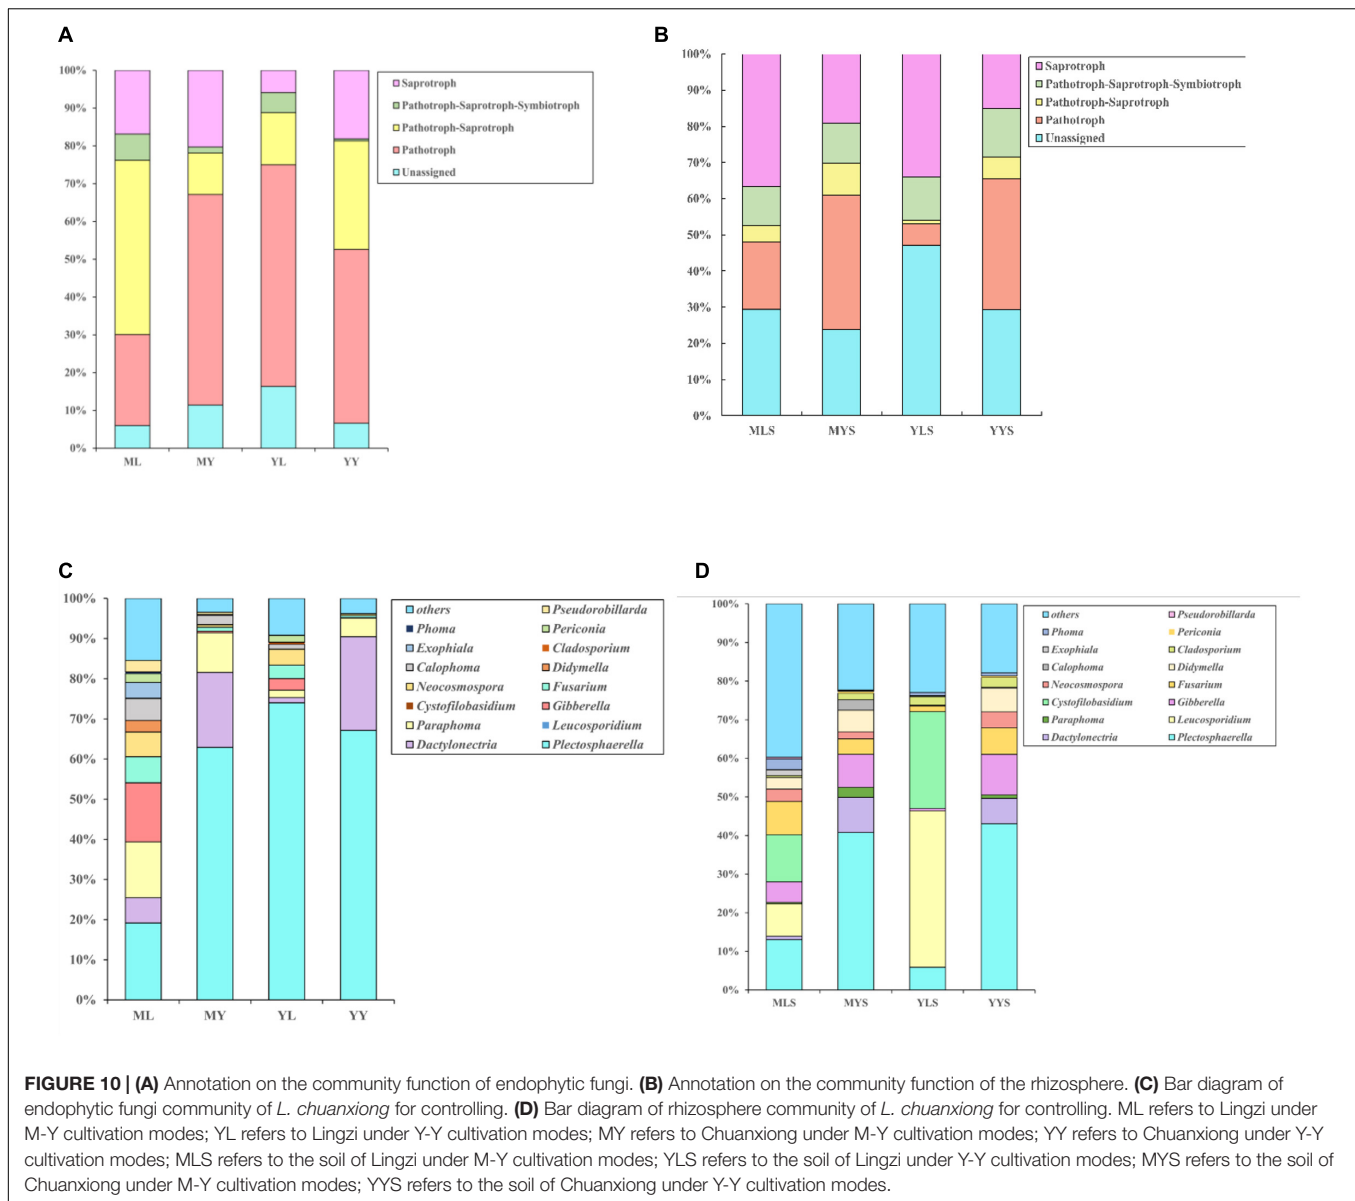 A
100%
90%
80%
70%
60%
50%
40%
30%
20%
10%
0%
ML MY YL YY
Saprotroph
Pathotroph-Saprotroph-Symbiotroph
Pathotroph-Saprotroph
Pathotroph
Unassigned
B
100%
90%
80%
70%
60%
50%
40%
30%
20%
10%
0%
MLS MYS YLS YYS
Saprotroph
Pathotroph-Saprotroph-Symbiotroph
Pathotroph-Saprotroph
Pathotroph
Unassigned
C
100%
90%
80%
70%
60%
50%
40%
30%
20%
10%
0%
ML MY YL YY
others Pseudorobillarda
Phoma Periconia
Exophiala Cladosporium
Calophoma Didymella
Neocosmospora Fusarium
Cystofilobasidium Gibberella
Paraphoma Leucosporidium
Dactylonectria Plectosphaerella
D
100%
90%
80%
70%
60%
50%
40%
30%
20%
10%
0%
MLS MYS YLS YYS
others Pseudorobillarda
Phoma Periconia
Exophiala Cladosporium
Calophoma Didymella
Neocosmospora Fusarium
Cystofilobasidium Gibberella
Paraphoma Leucosporidium
Dactylonectria Plectosphaerella
FIGURE 10 | (A) Annotation on the community function of endophytic fungi. (B) Annotation on the community function of the rhizosphere. (C) Bar diagram of
endophytic fungi community of L. chuanxiong for controlling. (D) Bar diagram of rhizosphere community of L. chuanxiong for controlling. ML refers to Lingzi under
M-Y cultivation modes; YL refers to Lingzi under Y-Y cultivation modes; MY refers to Chuanxiong under M-Y cultivation modes; YY refers to Chuanxiong under Y-Y
cultivation modes; MLS refers to the soil of Lingzi under M-Y cultivation modes; YLS refers to the soil of Lingzi under Y-Y cultivation modes; MYS refers to the soil of
Chuanxiong under M-Y cultivation modes; YYS refers to the soil of Chuanxiong under Y-Y cultivation modes.